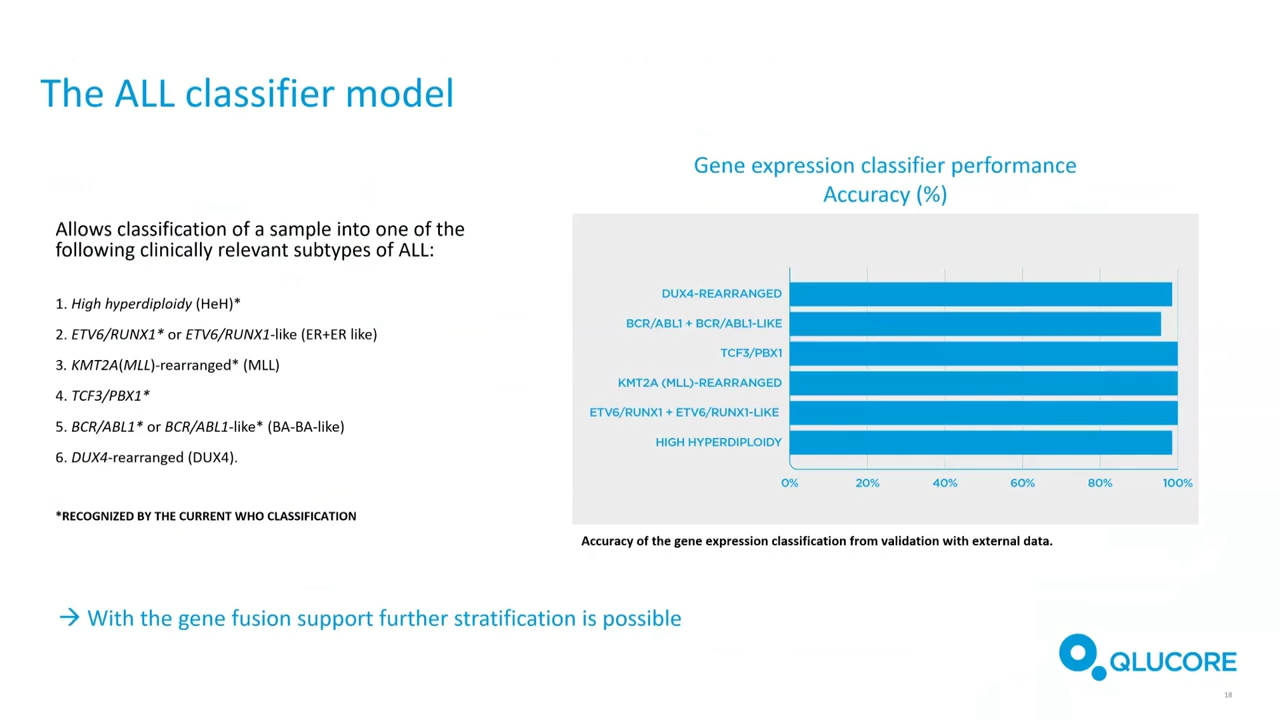 The ALL classifier model
Allows classification of a sample into one of the
following clinically relevant subtypes of ALL:
1. High hyperdiploidy (HeH)*
2. ETV6/RUNX1* or ETV6/RUNX1-like (ER+ER like)
3. KMT2A(MLL)-rearranged* (MLL)
4. TCF3/PBX1*
5. BCR/ABL1* or BCR/ABL1-like* (BA-BA-like)
6. DUX4-rearranged (DUX4).
*RECOGNIZED BY THE CURRENT WHO CLASSIFICATION
Gene expression classifier performance
Accuracy (%)
DUX4-REARRANGED
BCR/ABL1 + BCR/ABL1-LIKE
TCF3/PBX1
KMT2A (MLL)-REARRANGED
ETV6/RUNX1 + ETV6/RUNX1-LIKE
HIGH HYPERDIPLOIDY
0% 20% 40% 60% 80% 100%
Accuracy of the gene expression classification from validation with external data.
→ With the gene fusion support further stratification is possible
QLUCORE
18